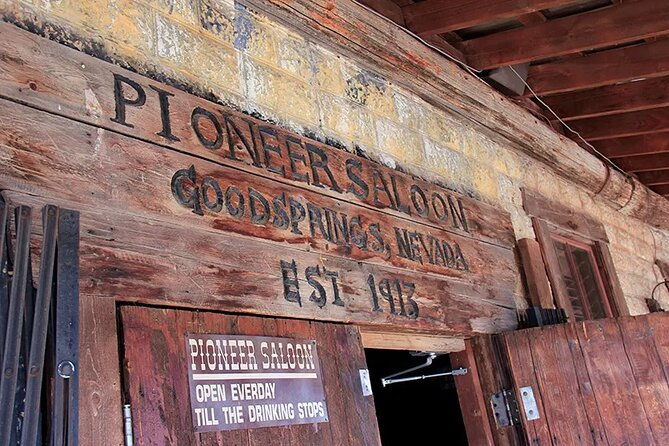 PIONEER SALOON
GOODSPRINGS, NEVADA
EST 1913
PIONEER SALOON
OPEN EVERDAY
TILL THE DRINKING STOPS